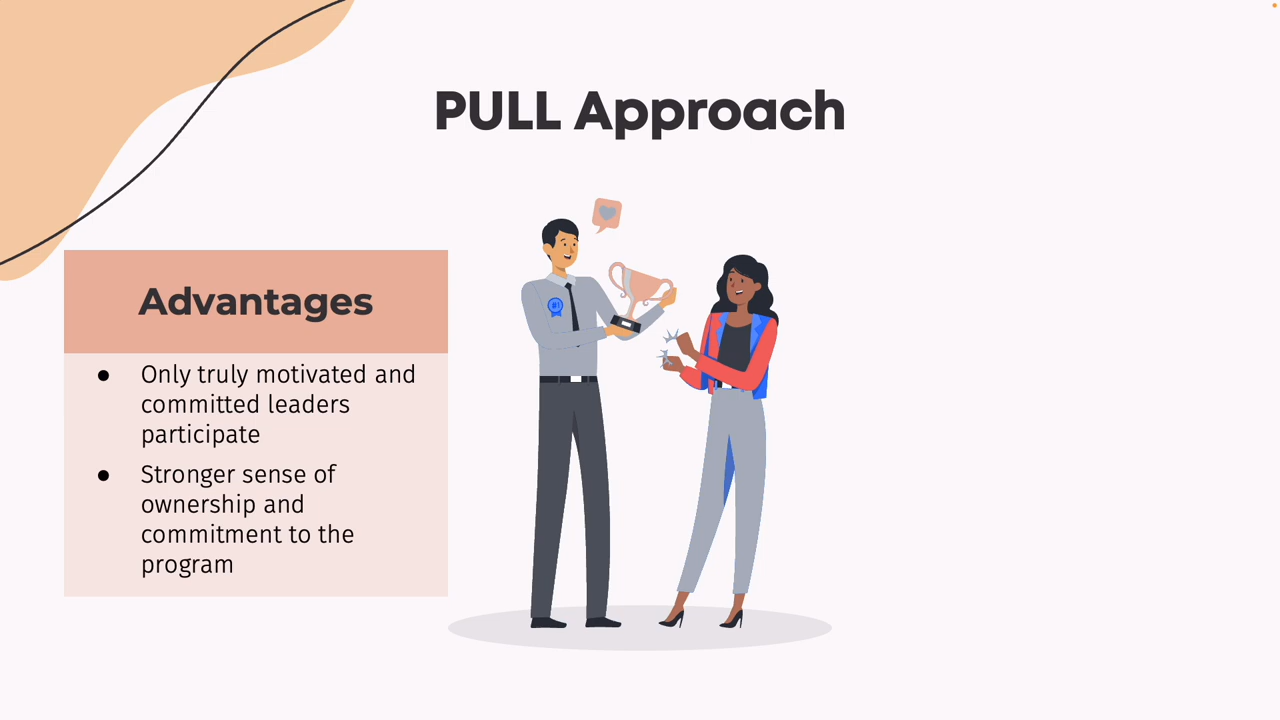 PULL Approach
Advantages
● Only truly motivated and
committed leaders
participate
● Stronger sense of
ownership and
commitment to the
program
#1